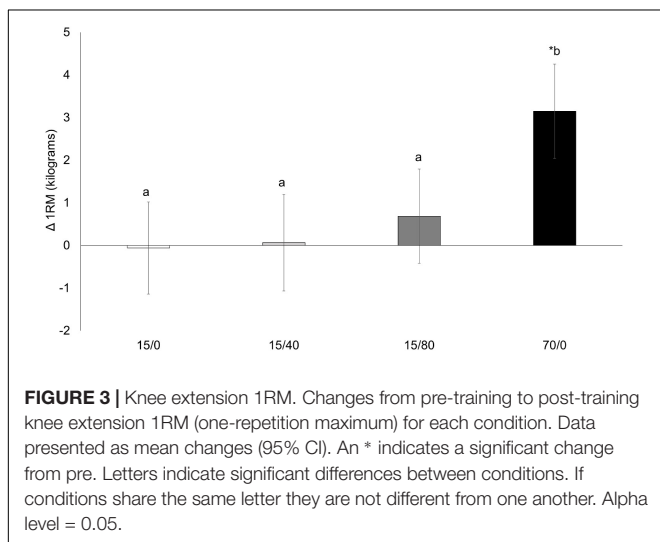 5
*b
4
3
Δ 1RM (kilograms)
2
a a a
1
0
-1
-2
15/0 15/40 15/80 70/0
FIGURE 3 | Knee extension 1RM. Changes from pre-training to post-training
knee extension 1RM (one-repetition maximum) for each condition. Data
presented as mean changes (95% CI). An * indicates a significant change
from pre. Letters indicate significant differences between conditions. If
conditions share the same letter they are not different from one another. Alpha
level = 0.05.